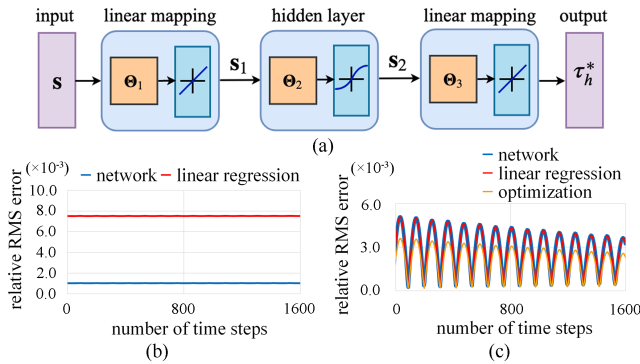 input linear mapping hidden layer linear mapping output
s Θ₁ s₁ Θ₂ s₂ Θ₃ τₕ*
(a)
(×10⁻³) network linear regression
relative RMS error
10.0
8.0
6.0
4.0
2.0
0.0
0 800 1600
number of time steps
(b)
network
linear regression
optimization
(×10⁻³)
relative RMS error
6.0
3.0
0.0
0 800 1600
number of time steps
(c)